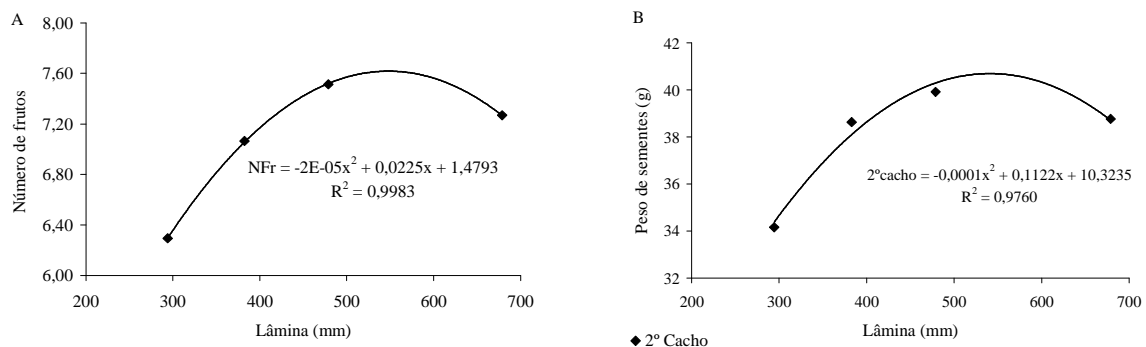 A
Número de frutos
8,00
7,60
7,20
6,80
6,40
6,00
NFr = -2E-05x² + 0,0225x + 1,4793
R² = 0,9983
200 300 400 500 600 700
Lâmina (mm)
B
Peso de sementes (g)
42
40
38
36
34
32
2ºcacho = -0,0001x² + 0,1122x + 10,3235
R² = 0,9760
200 300 400 500 600 700
Lâmina (mm)
2º Cacho